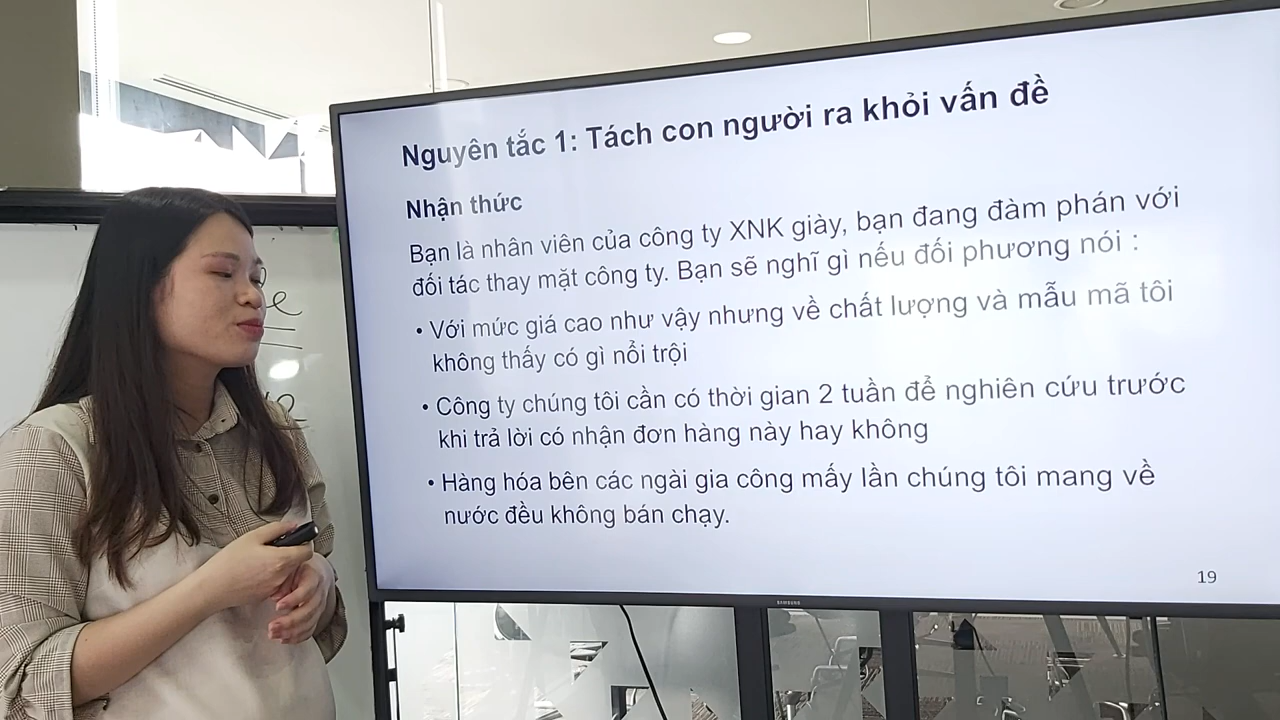 Nguyên tắc 1: Tách con người ra khỏi vấn đề
Nhận thức
Bạn là nhân viên của công ty XNK giày, bạn đang đàm phán với
đối tác thay mặt công ty. Bạn sẽ nghĩ gì nếu đối phương nói :
• Với mức giá cao như vậy nhưng về chất lượng và mẫu mã tôi
không thấy có gì nổi trội
• Công ty chúng tôi cần có thời gian 2 tuần để nghiên cứu trước
khi trả lời có nhận đơn hàng này hay không
• Hàng hóa bên các ngài gia công mấy lần chúng tôi mang về
nước đều không bán chạy.
19
SAMSUNG